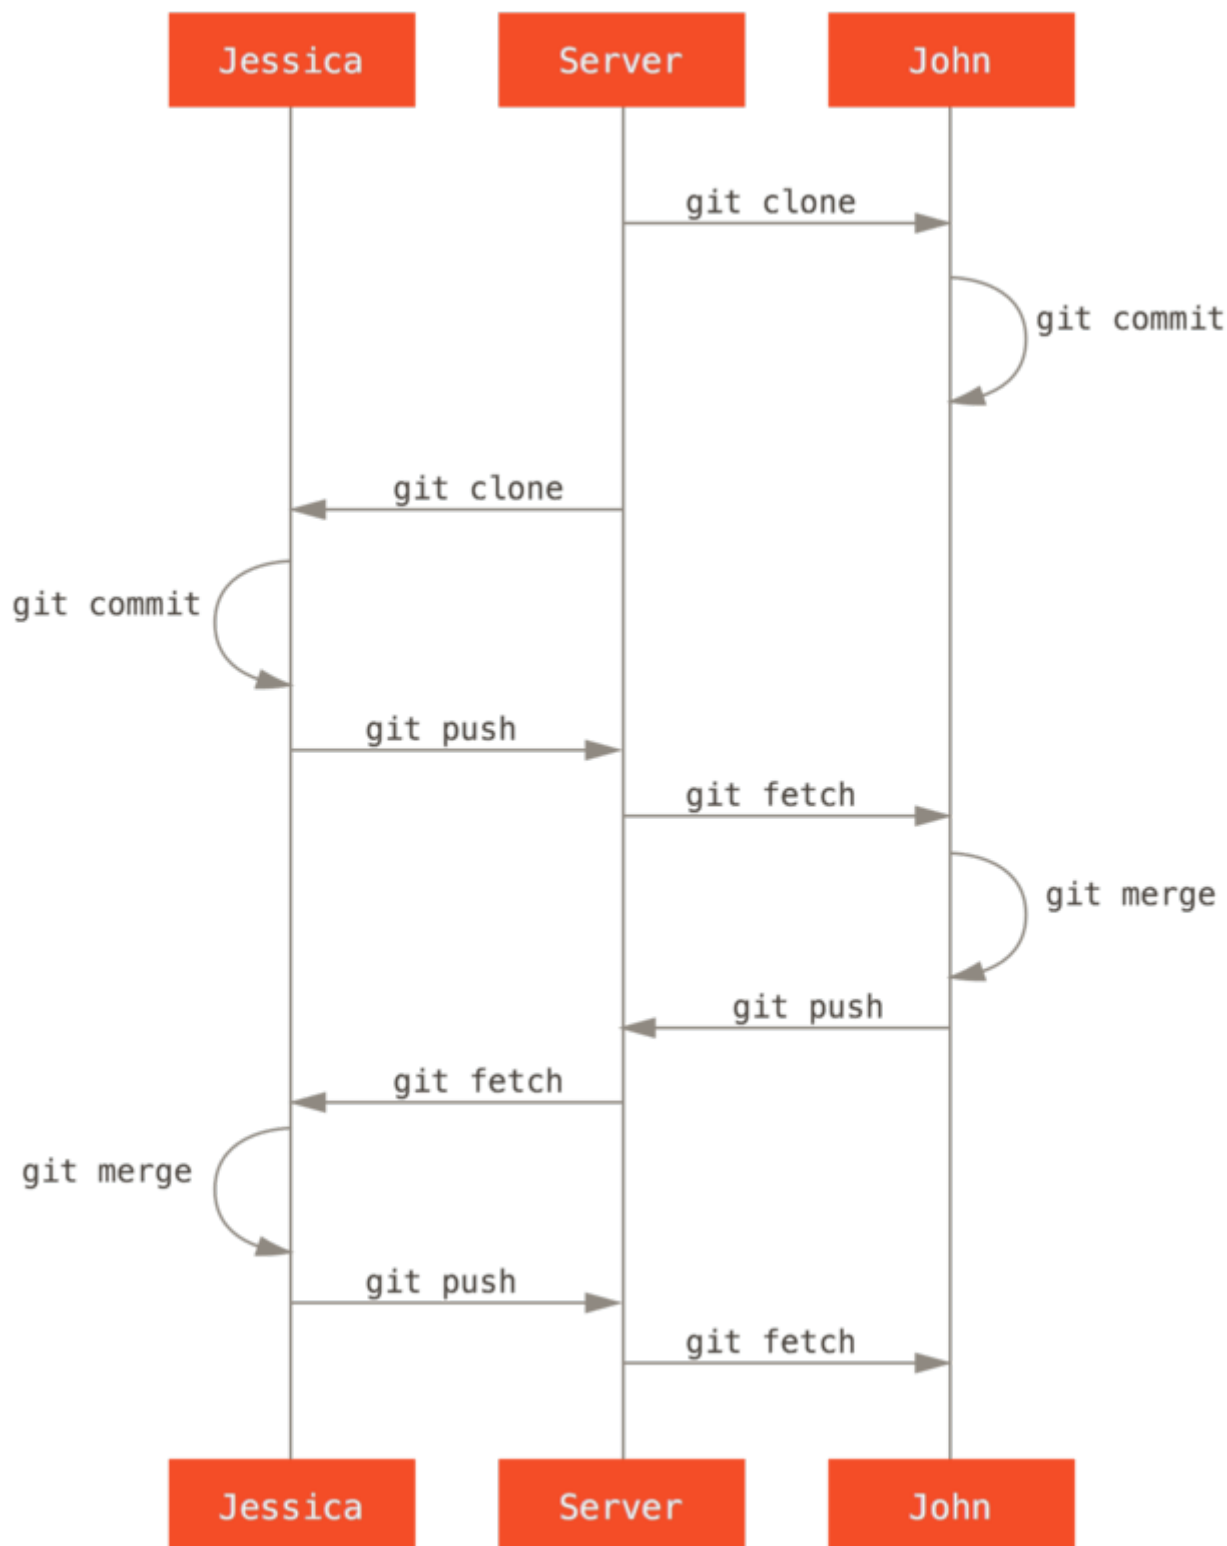 Jessica
Server
John
git clone
git commit
git clone
git commit
git push
git fetch
git merge
git push
git fetch
git merge
git push
git fetch
Jessica
Server
John